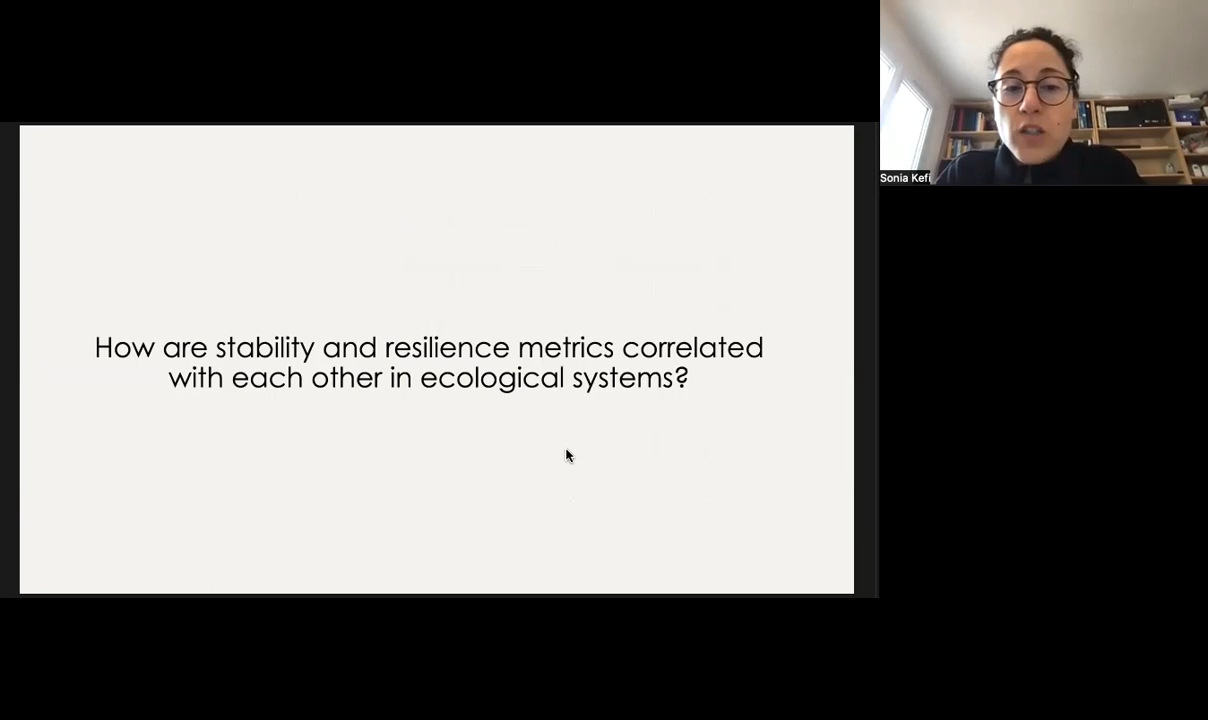 How are stability and resilience metrics correlated
with each other in ecological systems?
Sonia Kefi